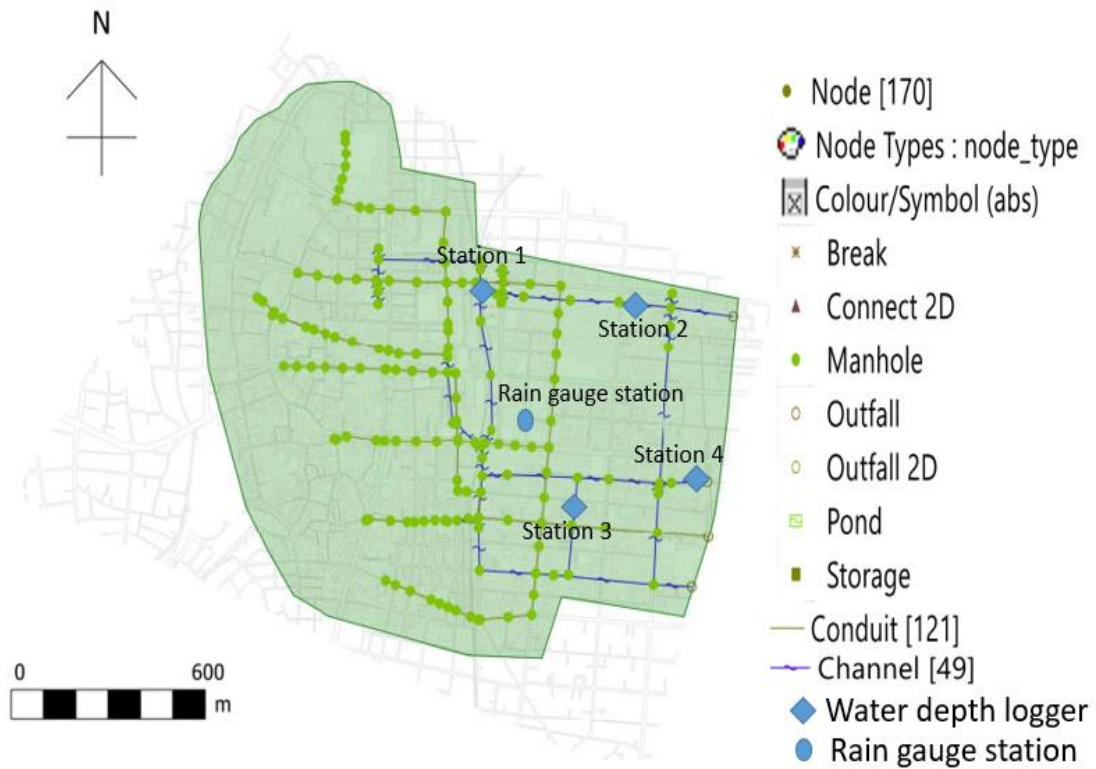 N
Station 1
Station 2
Rain gauge station
Station 4
Station 3
0 600
m
Node [170]
Node Types : node_type
Colour/Symbol (abs)
Break
Connect 2D
Manhole
Outfall
Outfall 2D
Pond
Storage
Conduit [121]
Channel [49]
Water depth logger
Rain gauge station